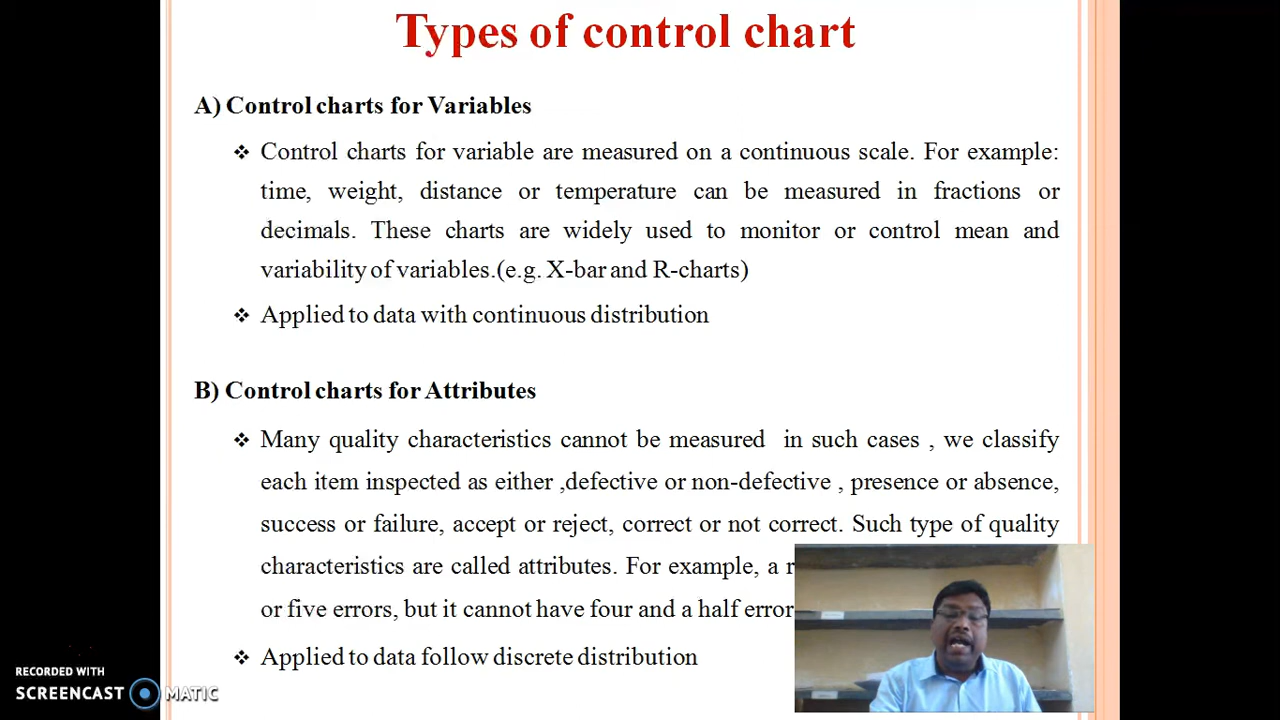 Types of control chart
A) Control charts for Variables
❖ Control charts for variable are measured on a continuous scale. For example:
time, weight, distance or temperature can be measured in fractions or
decimals. These charts are widely used to monitor or control mean and
variability of variables.(e.g. X-bar and R-charts)
❖ Applied to data with continuous distribution
B) Control charts for Attributes
❖ Many quality characteristics cannot be measured in such cases , we classify
each item inspected as either ,defective or non-defective , presence or absence,
success or failure, accept or reject, correct or not correct. Such type of quality
characteristics are called attributes. For example, a
or five errors, but it cannot have four and a half error
❖ Applied to data follow discrete distribution
RECORDED WITH
SCREENCAST MATIC